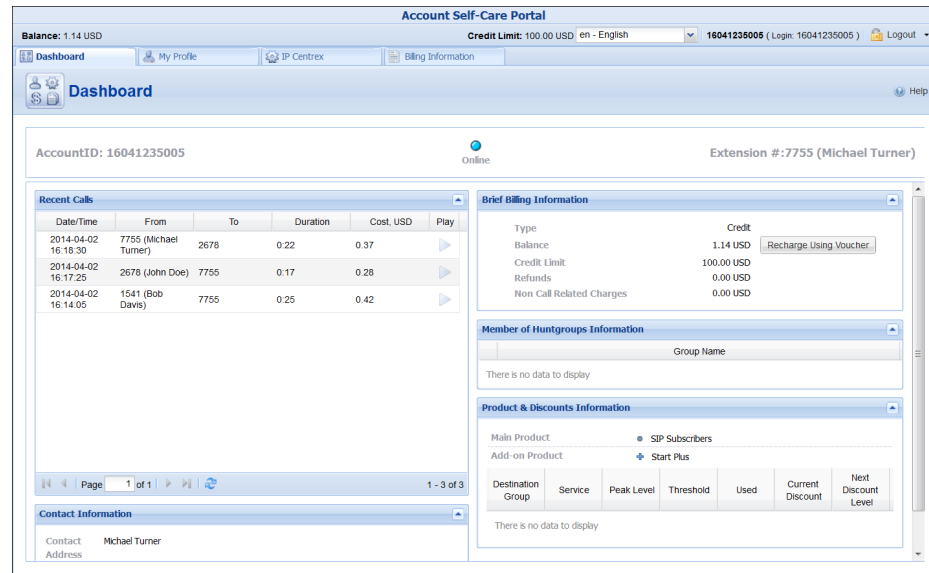 Account Self-Care Portal
Balance: 1.14 USD
Credit Limit: 100.00 USD en - English 16041235005 ( Login: 16041235005 ) Logout
Dashboard My Profile IP Centrex Billing Information
Dashboard Help
AccountID: 16041235005 Online Extension #:7755 (Michael Turner)
Recent Calls
Date/Time From To Duration Cost, USD Play
2014-04-02 16:18:30 7755 (Michael Turner) 2678 0:22 0.37
2014-04-02 16:17:25 2678 (John Doe) 7755 0:17 0.28
2014-04-02 16:14:05 1541 (Bob Davis) 7755 0:25 0.42
Page 1 of 1 1 - 3 of 3
Contact Information
Contact Michael Turner
Address
Brief Billing Information
Type Credit
Balance 1.14 USD Recharge Using Voucher
Credit Limit 100.00 USD
Refunds 0.00 USD
Non Call Related Charges 0.00 USD
Member of Huntgroups Information
Group Name
There is no data to display
Product & Discounts Information
Main Product SIP Subscribers
Add-on Product Start Plus
Destination Group Service Peak Level Threshold Used Current Discount Next Discount Level
There is no data to display